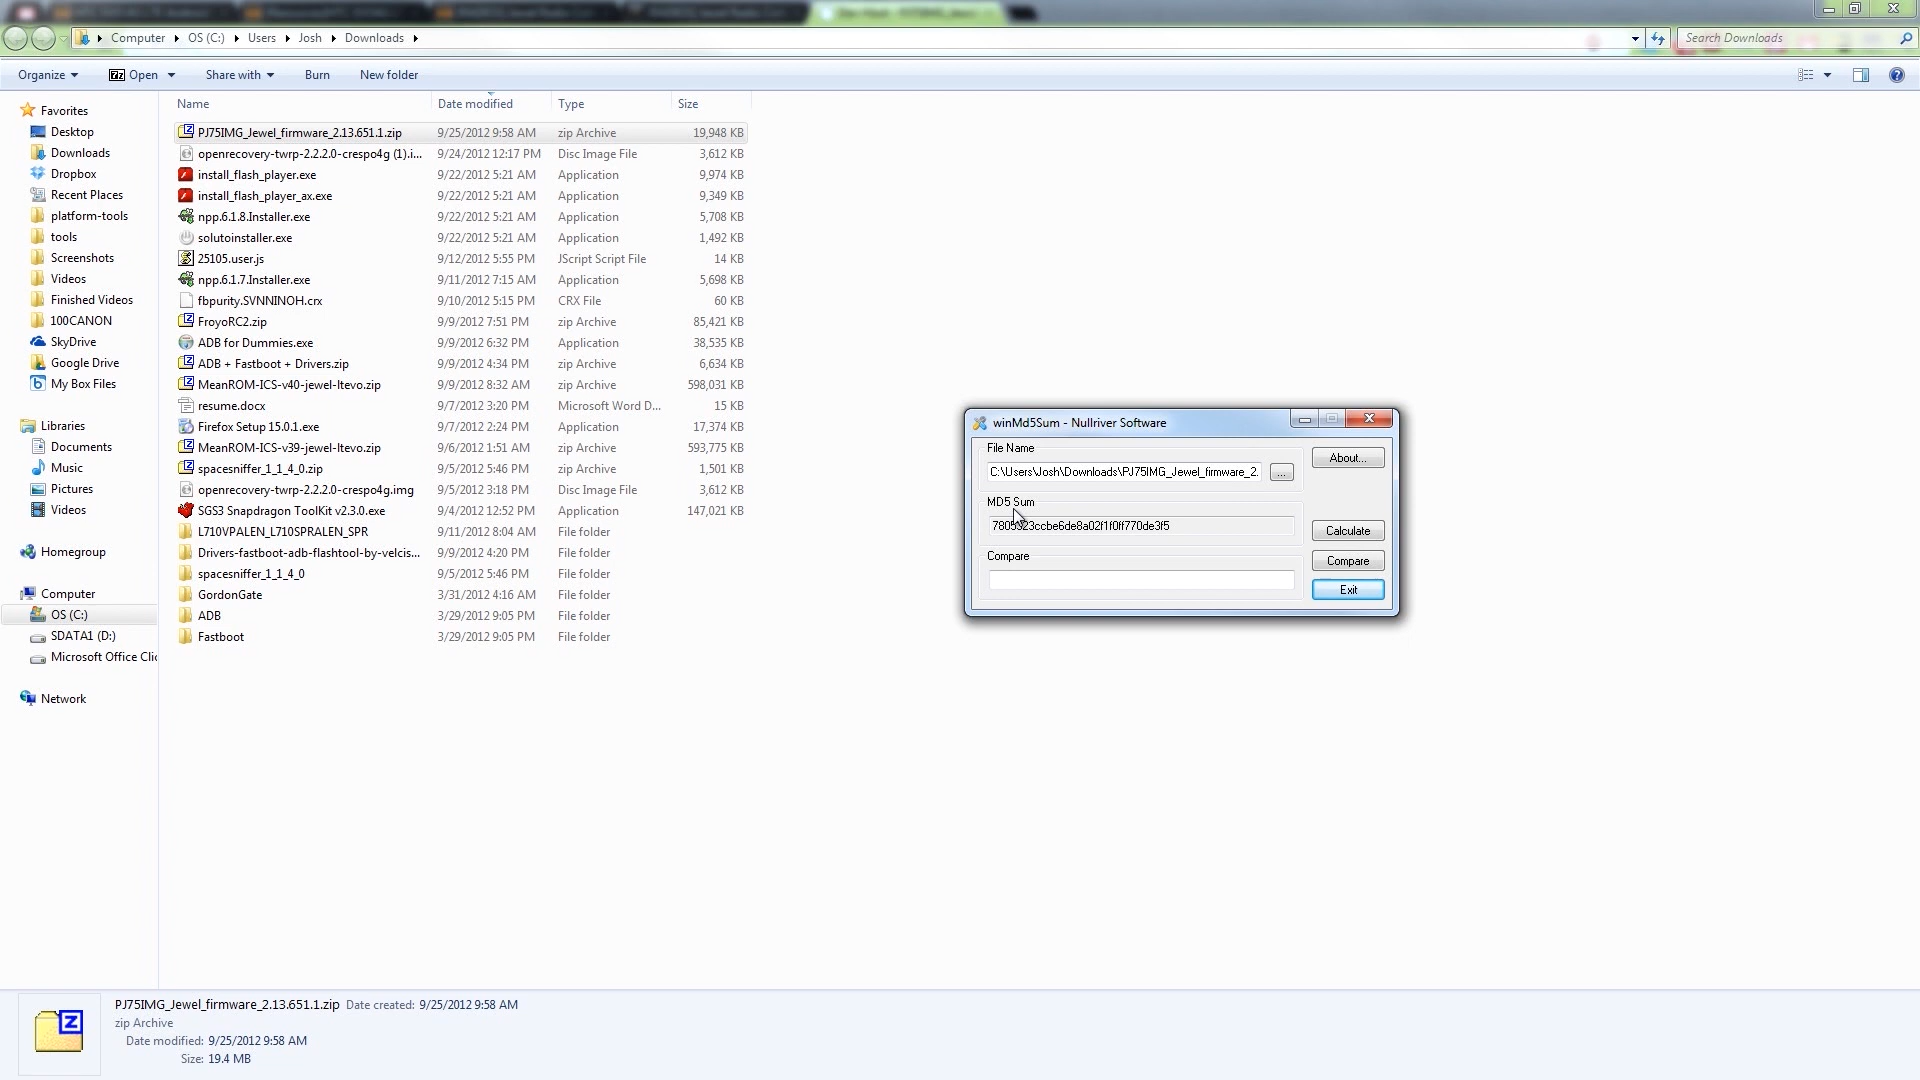 Computer OS (C:) Users Josh Downloads
Search Downloads
Organize Open Share with Burn New folder
Name Date modified Type Size
PJ75IMG_Jewel_firmware_2.13.651.1.zip 9/25/2012 9:58 AM zip Archive 19,948 KB
openrecovery-twrp-2.2.2.0-crespo4g (1).i... 9/24/2012 12:17 PM Disc Image File 3,612 KB
install_flash_player.exe 9/22/2012 5:21 AM Application 9,974 KB
install_flash_player_ax.exe 9/22/2012 5:21 AM Application 9,349 KB
npp.6.1.8.Installer.exe 9/22/2012 5:21 AM Application 5,708 KB
solutoinstaller.exe 9/22/2012 5:21 AM Application 1,492 KB
25105.user.js 9/12/2012 5:55 PM JScript Script File 14 KB
npp.6.1.7.Installer.exe 9/11/2012 7:15 AM Application 5,698 KB
fbpurity.SVNNINOH.crx 9/10/2012 5:15 PM CRX File 60 KB
FroyoRC2.zip 9/9/2012 7:51 PM zip Archive 85,421 KB
ADB for Dummies.exe 9/9/2012 6:32 PM Application 38,535 KB
ADB + Fastboot + Drivers.zip 9/9/2012 4:34 PM zip Archive 6,634 KB
MeanROM-ICS-v40-jewel-ltevo.zip 9/9/2012 8:32 AM zip Archive 598,031 KB
resume.docx 9/7/2012 3:20 PM Microsoft Word D... 15 KB
Firefox Setup 15.0.1.exe 9/7/2012 2:24 PM Application 17,374 KB
MeanROM-ICS-v39-jewel-ltevo.zip 9/6/2012 1:51 AM zip Archive 593,775 KB
spacesniffer_1_1_4_0.zip 9/5/2012 5:46 PM zip Archive 1,501 KB
openrecovery-twrp-2.2.2.0-crespo4g.img 9/5/2012 3:18 PM Disc Image File 3,612 KB
SGS3 Snapdragon ToolKit v2.3.0.exe 9/4/2012 12:52 PM Application 147,021 KB
L710VPALEN_L710SPRALEN_SPR 9/11/2012 8:04 AM File folder
Drivers-fastboot-adb-flashtool-by-velcis... 9/9/2012 4:20 PM File folder
spacesniffer_1_1_4_0 9/5/2012 5:46 PM File folder
GordonGate 3/31/2012 4:16 AM File folder
ADB 3/29/2012 9:05 PM File folder
Fastboot 3/29/2012 9:05 PM File folder
Favorites
Desktop
Downloads
Dropbox
Recent Places
platform-tools
tools
Screenshots
Videos
Finished Videos
100CANON
SkyDrive
Google Drive
My Box Files
Libraries
Documents
Music
Pictures
Videos
Homegroup
Computer
OS (C:)
SDATA1 (D:)
Microsoft Office Clic
Network
winMd5Sum - Nullriver Software
File Name
About...
C:\Users\Josh\Downloads\PJ75IMG_Jewel_firmware_2. ...
MD5 Sum
Calculate
Compare
Compare
Exit
PJ75IMG_Jewel_firmware_2.13.651.1.zip Date created: 9/25/2012 9:58 AM
zip Archive
Date modified: 9/25/2012 9:58 AM
Size: 19.4 MB